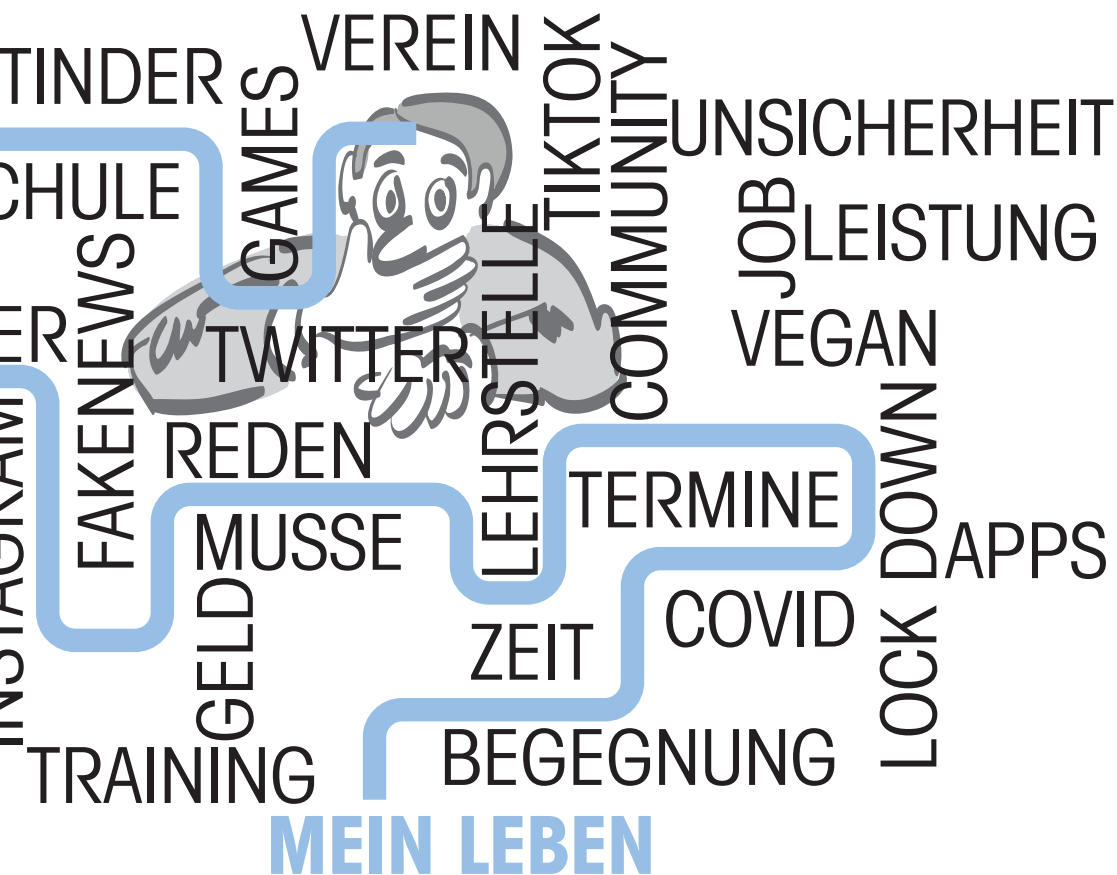 VEREIN
TINDER
TIKTOK
COMMUNITY
GAMES
UNSICHERHEIT
CHULE
JOB
LEISTUNG
FAKENEWS
LEHRSTELLE
ER
TWITTER
VEGAN
LOCK DOWN
REDEN
TERMINE
MUSSE
APPS
GELD
COVID
ZEIT
TRAINING
BEGEGNUNG
MEIN LEBEN